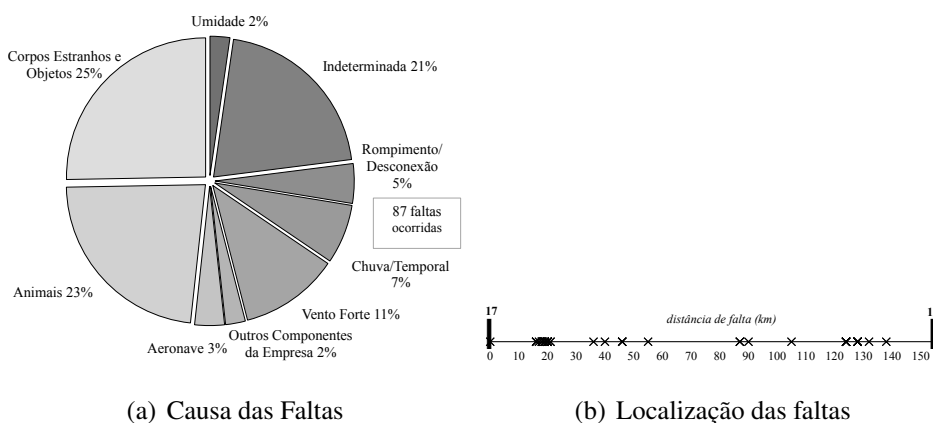 Umidade 2%
Corpos Estranhos e
Objetos 25%
Indeterminada 21%
Rompimento/
Desconexão
5%
87 faltas
ocorridas
Chuva/Temporal
7%
Animais 23%
Vento Forte 11%
Outros Componentes
da Empresa 2%
Aeronave 3%
17
1
distância de falta (km)
0 10 20 30 40 50 60 70 80 90 100 110 120 130 140 150
(a) Causa das Faltas
(b) Localização das faltas